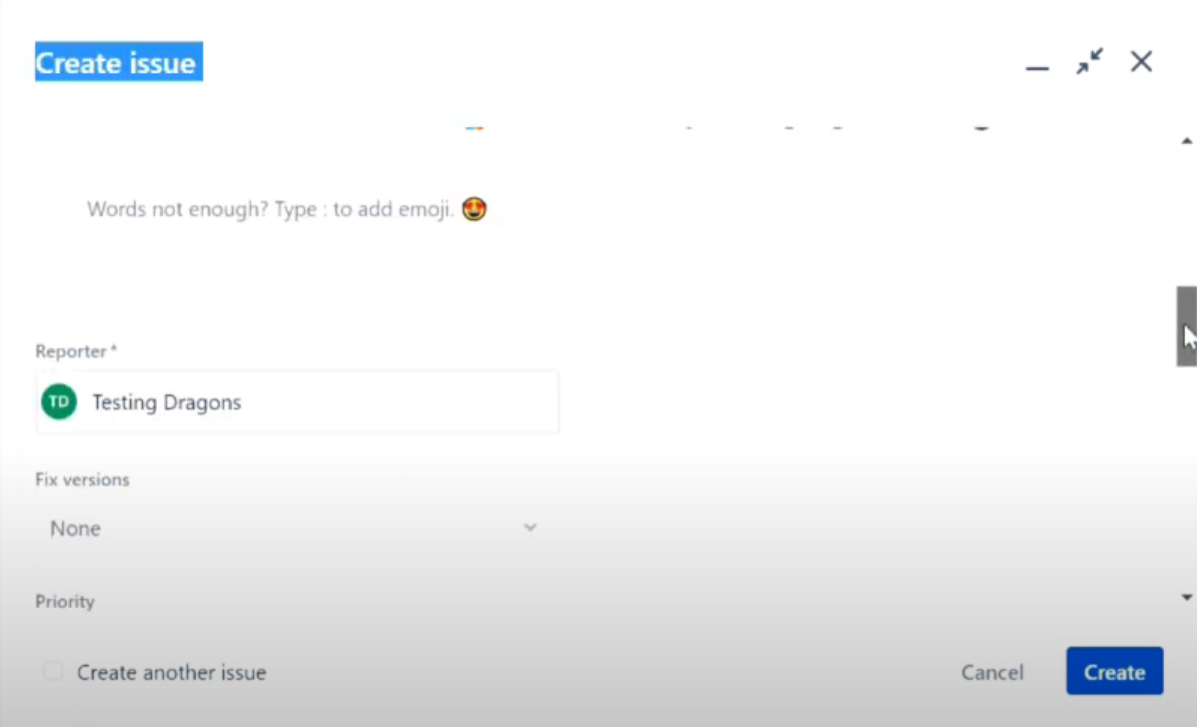 Create issue
Words not enough? Type : to add emoji. 😍
Reporter *
TD Testing Dragons
Fix versions
None
Priority
Create another issue
Cancel
Create